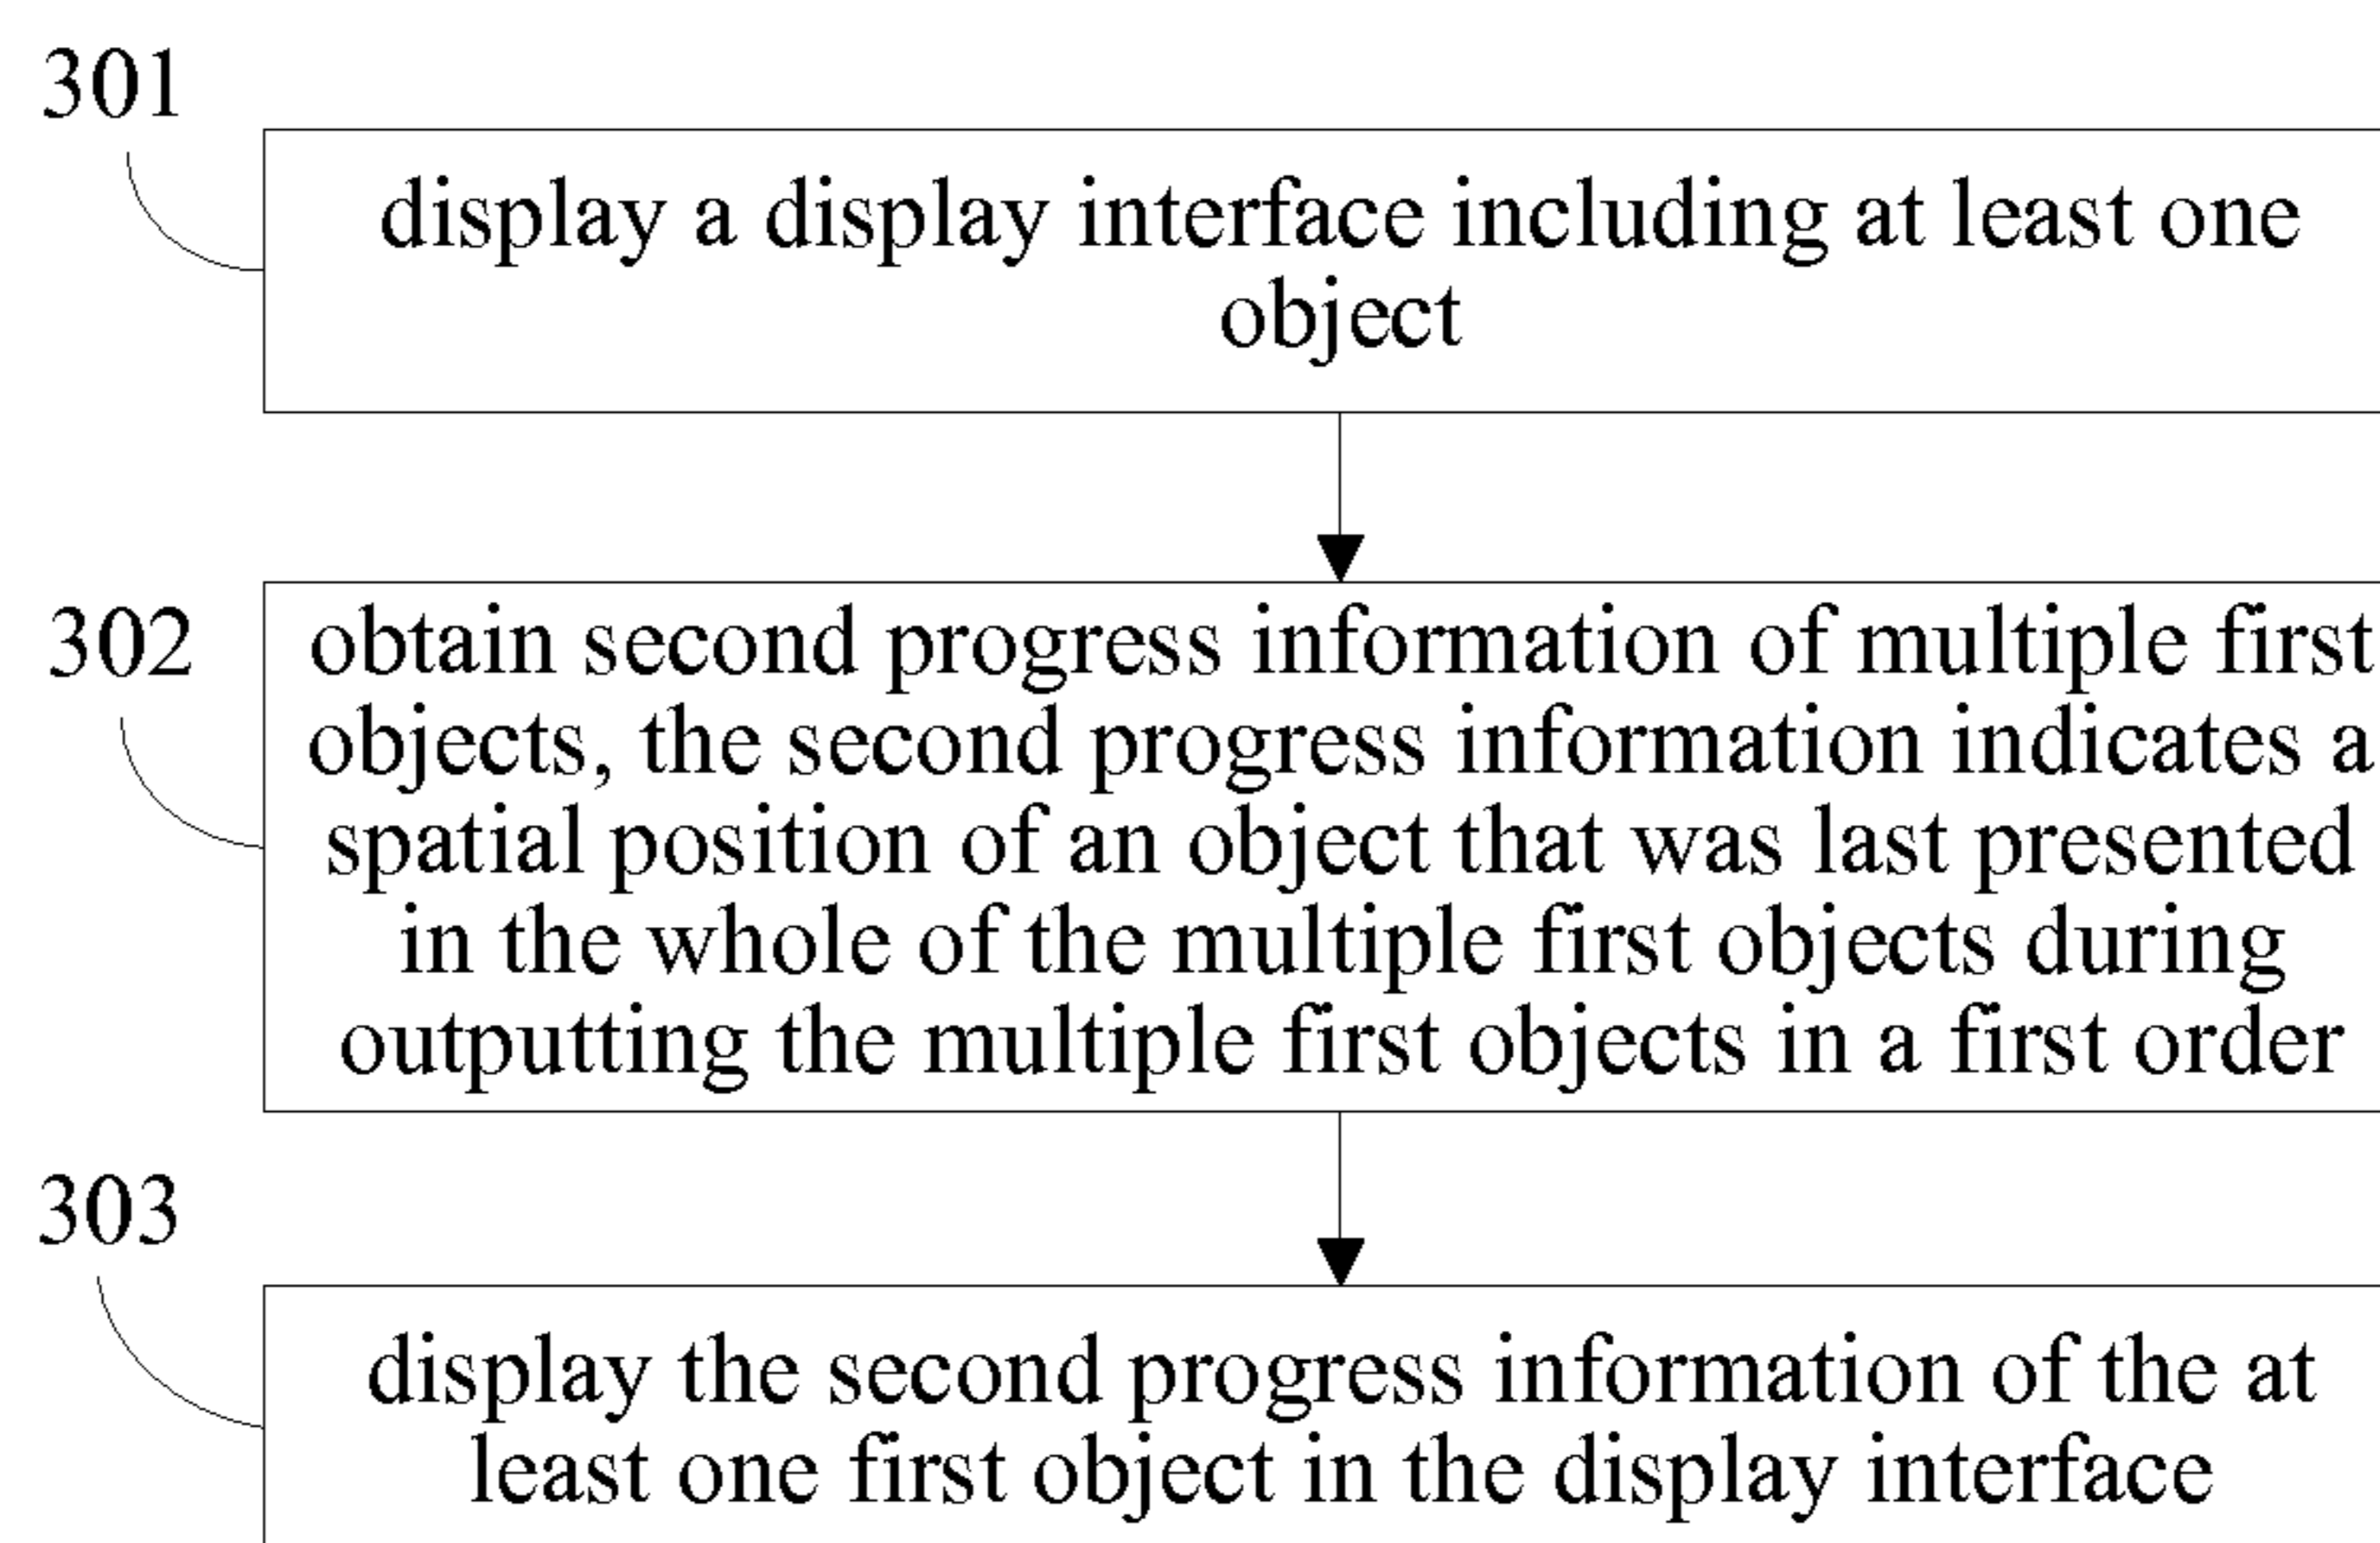 301
display a display interface including at least one
object
302
obtain second progress information of multiple first
objects, the second progress information indicates a
spatial position of an object that was last presented
in the whole of the multiple first objects during
outputting the multiple first objects in a first order
303
display the second progress information of the at
least one first object in the display interface